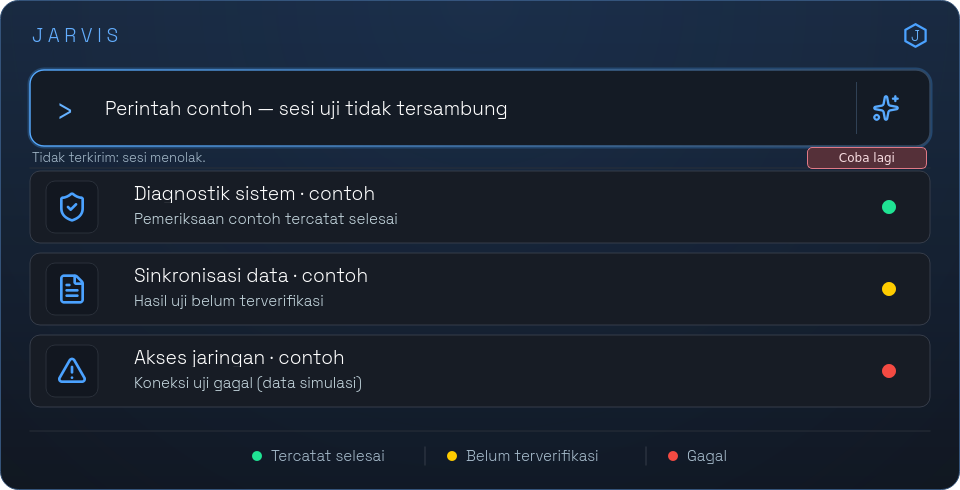 JARVIS
J
> Perintah contoh — sesi uji tidak tersambung
Tidak terkirim: sesi menolak.
Coba lagi
Diagnostik sistem · contoh
Pemeriksaan contoh tercatat selesai
Sinkronisasi data · contoh
Hasil uji belum terverifikasi
Akses jaringan · contoh
Koneksi uji gagal (data simulasi)
Tercatat selesai
Belum terverifikasi
Gagal